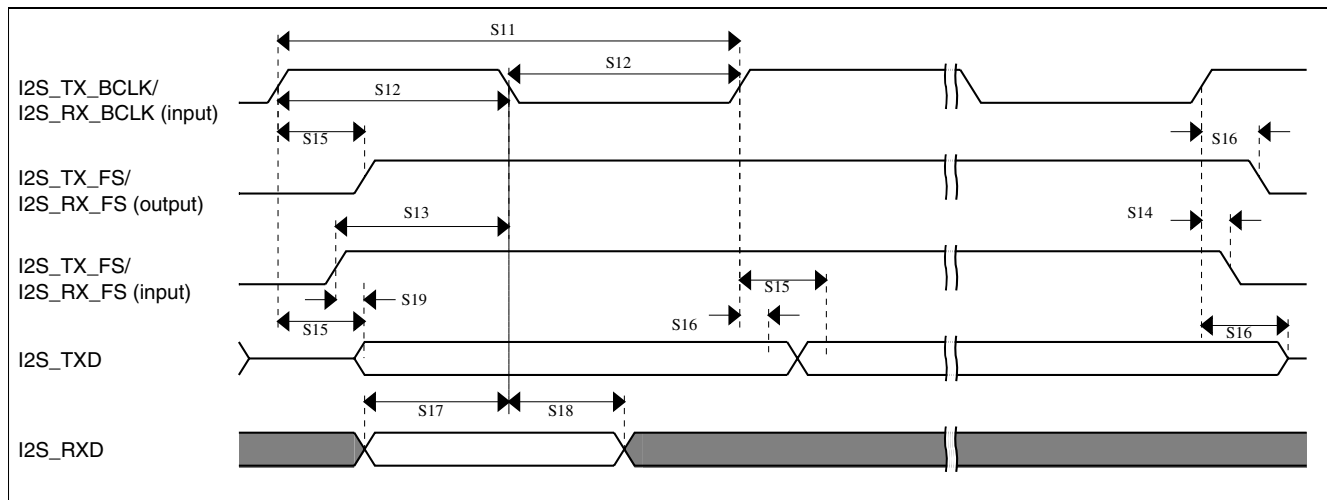 S11
S12
I2S_TX_BCLK/
I2S_RX_BCLK (input)
S12
S15
S16
I2S_TX_FS/
I2S_RX_FS (output)
S13
S14
I2S_TX_FS/
I2S_RX_FS (input)
S15
S19
S15
S16
S16
I2S_TXD
S17
S18
I2S_RXD